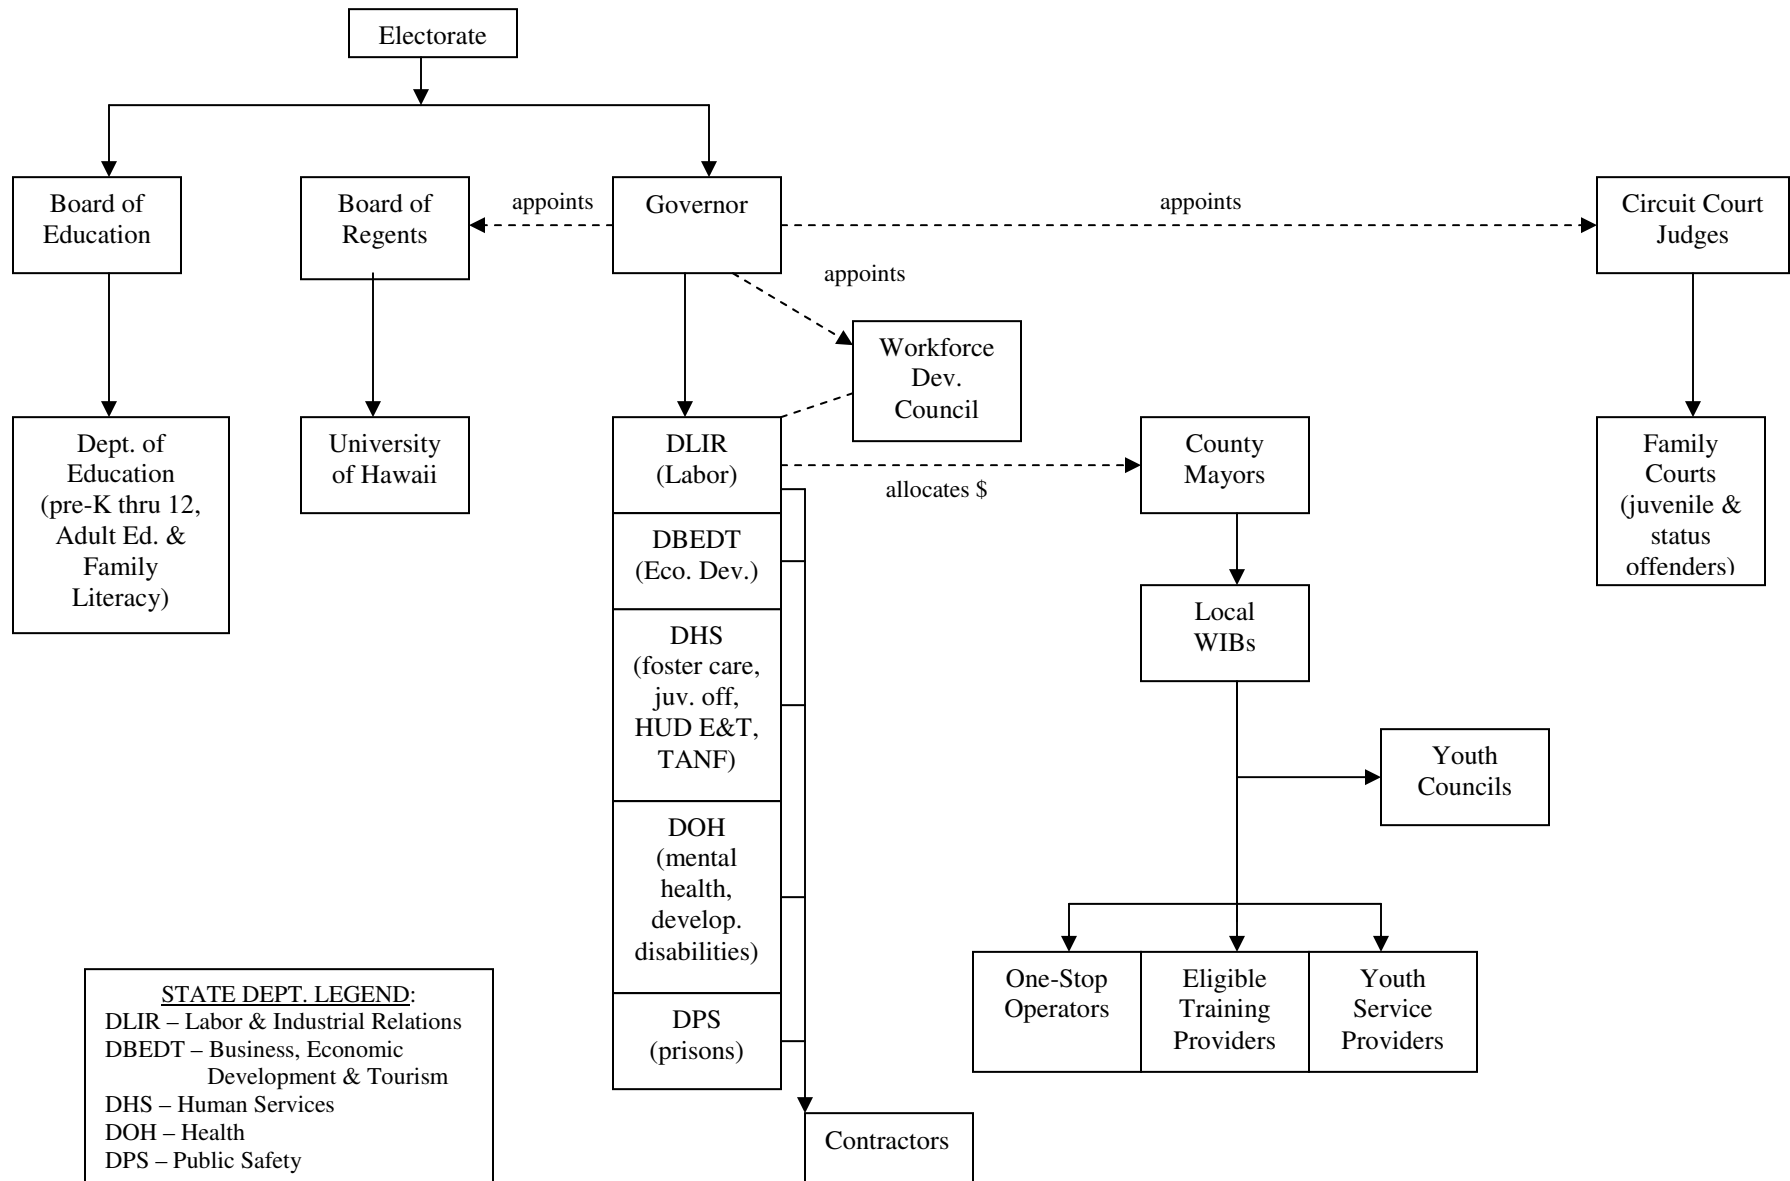 Electorate
Board of
Education
Board of
Regents
appoints
Governor
appoints
Circuit Court
Judges
appoints
Workforce
Dev.
Council
Dept. of
Education
(pre-K thru 12,
Adult Ed. &
Family
Literacy)
University
of Hawaii
DLIR
(Labor)
allocates $
County
Mayors
Family
Courts
(juvenile &
status
offenders)
DBEDT
(Eco. Dev.)
Local
WIBs
DHS
(foster care,
juv. off,
HUD E&T,
TANF)
Youth
Councils
DOH
(mental
health,
develop.
disabilities)
One-Stop
Operators
Eligible
Training
Providers
Youth
Service
Providers
DPS
(prisons)
Contractors
STATE DEPT. LEGEND:
DLIR – Labor & Industrial Relations
DBEDT – Business, Economic
Development & Tourism
DHS – Human Services
DOH – Health
DPS – Public Safety